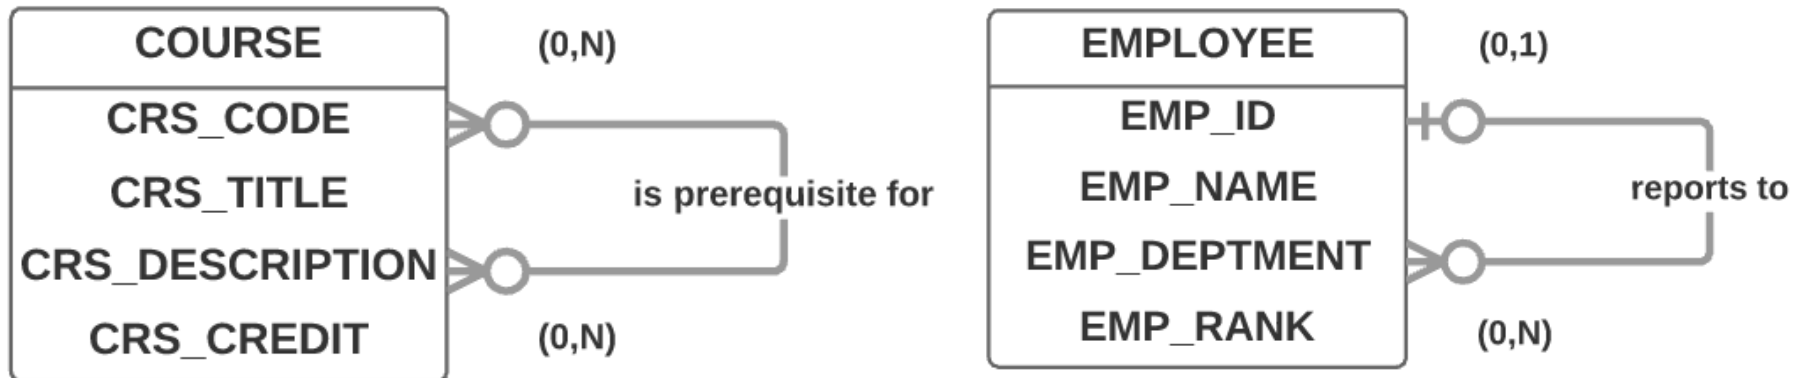 COURSE
(0,N)
CRS_CODE
CRS_TITLE
is prerequisite for
CRS_DESCRIPTION
CRS_CREDIT
(0,N)
EMPLOYEE
(0,1)
EMP_ID
EMP_NAME
reports to
EMP_DEPTMENT
EMP_RANK
(0,N)